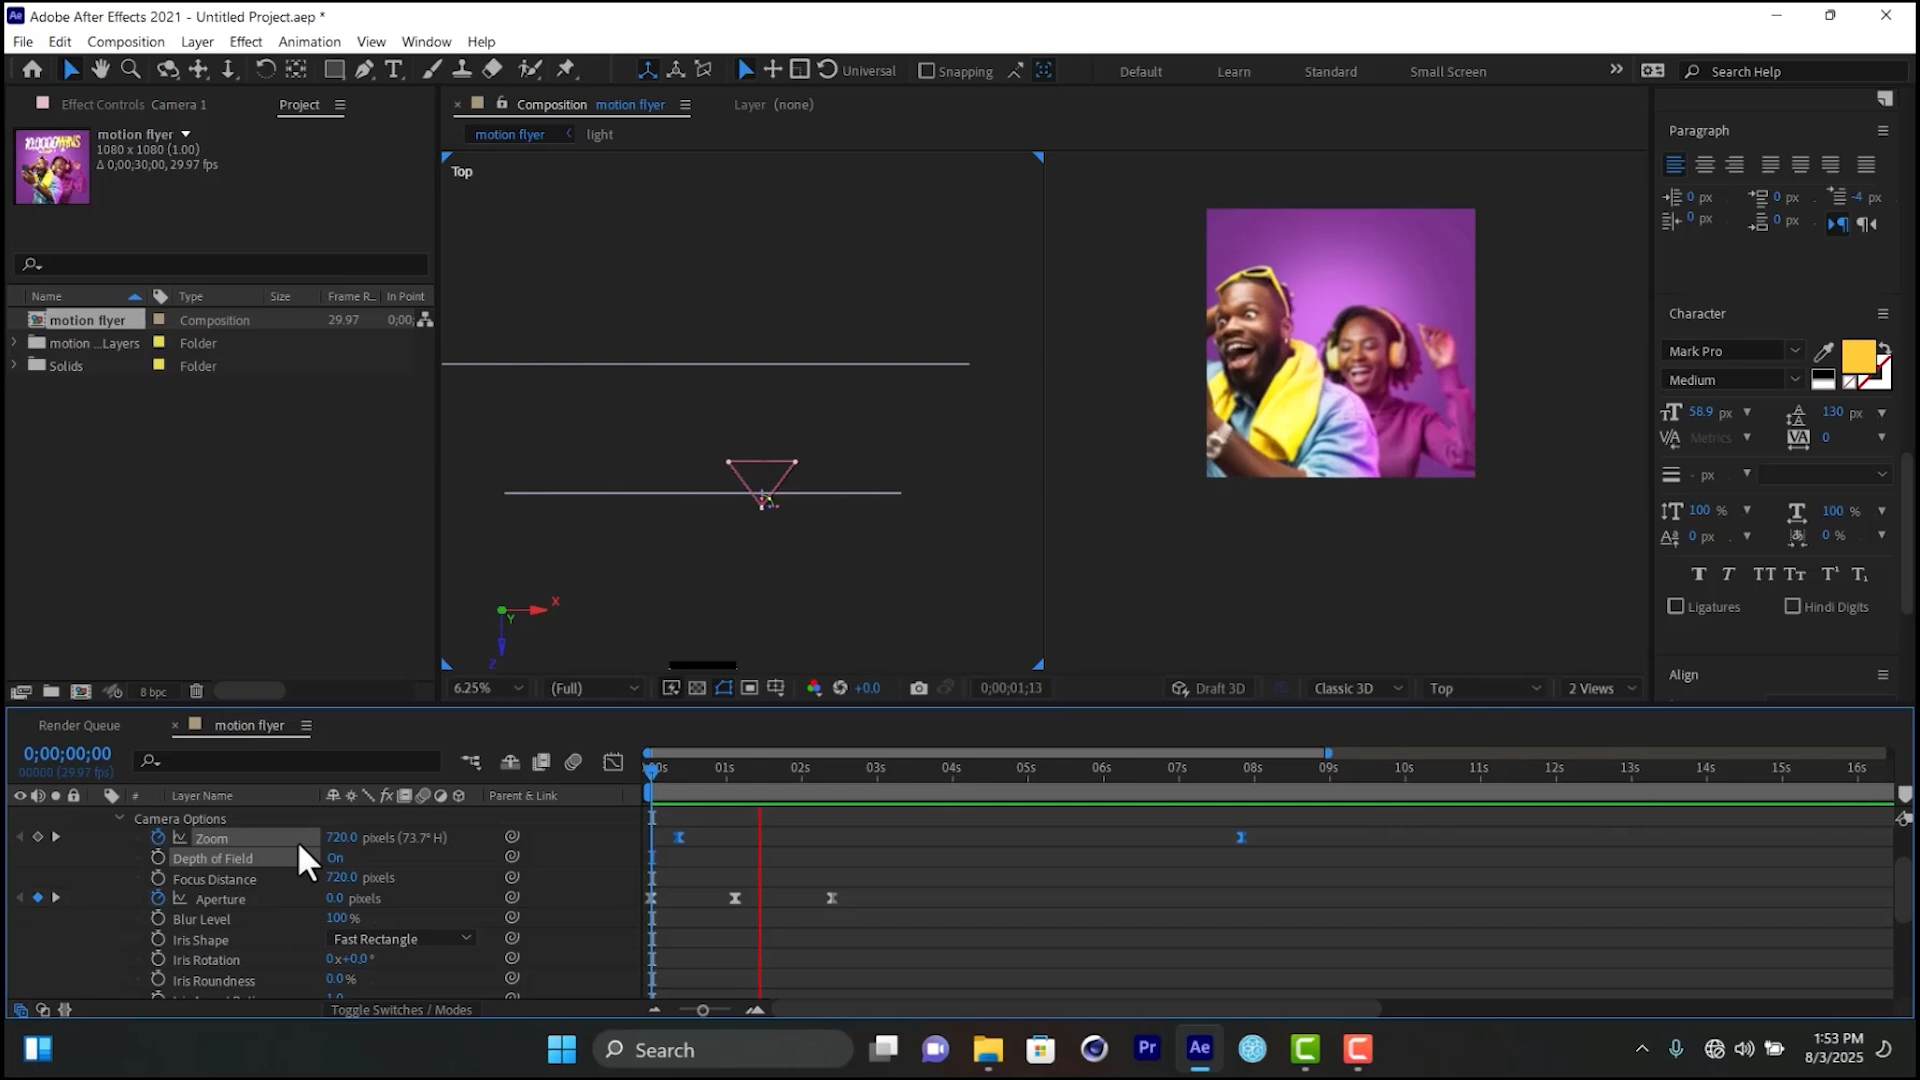 Adobe After Effects 2021 - Untitled Project.aep *
File Edit Composition Layer Effect Animation View Window Help
Universal Snapping Default Learn Standard Small Screen Search Help
Effect Controls Camera 1 Project
Composition motion flyer Layer (none)
motion flyer light
motion flyer
1080 x 1080 (1.00)
Δ 0;00;30;00, 29.97 fps
Top
Name Type Size Frame R... In Point
motion flyer Composition 29.97 0;00;
motion ...Layers Folder
Solids Folder
X
Y
Z
8 bpc
6.25% (Full) +0.0 0;00;01;13 Draft 3D Classic 3D Top 2 Views
Paragraph
0 px 0 px -4 px
0 px 0 px
Character
Mark Pro
Medium
58.9 px 130 px
Metrics 0
- px
100 % 100 %
0 px 0 %
T T TT Tт T¹ T₁
Ligatures Hindi Digits
Align
Render Queue motion flyer
0;00;00;00
00000 (29.97 fps)
:00s 01s 02s 03s 04s 05s 06s 07s 08s 09s 10s 11s 12s 13s 14s 15s 16s
# Layer Name fx Parent & Link
Camera Options
Zoom 720.0 pixels (73.7° H)
Depth of Field On
Focus Distance 720.0 pixels
Aperture 0.0 pixels
Blur Level 100 %
Iris Shape Fast Rectangle
Iris Rotation 0x+0.0°
Iris Roundness 0.0 %
Toggle Switches / Modes
Search Pr Ae
1:53 PM
8/3/2025